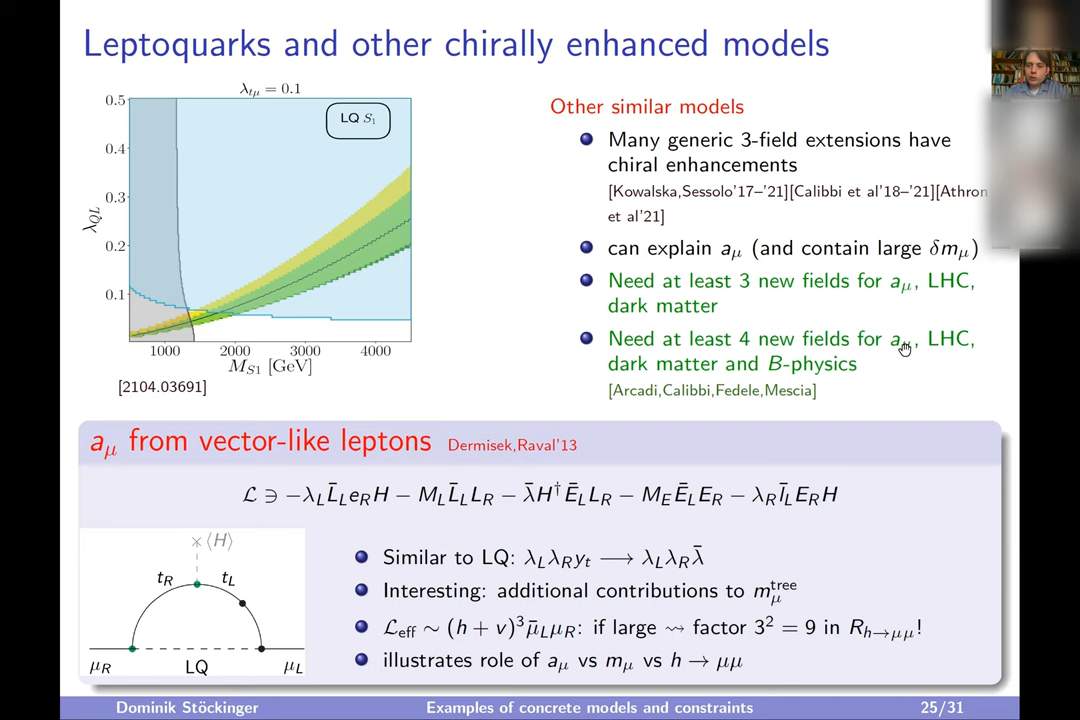 Leptoquarks and other chirally enhanced models
λ_{tμ} = 0.1
LQ S₁
0.5
0.4
0.3
0.2
0.1
λ_{QL}
1000 2000 3000 4000
M_{S1} [GeV]
[2104.03691]
Other similar models
Many generic 3-field extensions have
chiral enhancements
[Kowalska,Sessolo'17–'21][Calibbi et al'18–'21][Athron
et al'21]
can explain a_μ (and contain large δm_μ)
Need at least 3 new fields for a_μ, LHC,
dark matter
Need at least 4 new fields for a_μ, LHC,
dark matter and B-physics
[Arcadi,Calibbi,Fedele,Mescia]
a_μ from vector-like leptons Dermisek,Raval'13
ℒ ∋ −λ_L L̄_L e_R H − M_L L̄_L L_R − λ̄H†Ē_L L_R − M_E Ē_L E_R − λ_R l̄_L E_R H
⟨H⟩
t_R t_L
μ_R LQ μ_L
Similar to LQ: λ_L λ_R y_t ⟶ λ_L λ_R λ̄
Interesting: additional contributions to m_μ^{tree}
ℒ_{eff} ∼ (h + v)³ μ̄_L μ_R: if large ⇝ factor 3² = 9 in R_{h→μμ}!
illustrates role of a_μ vs m_μ vs h → μμ
Dominik Stöckinger Examples of concrete models and constraints 25/31